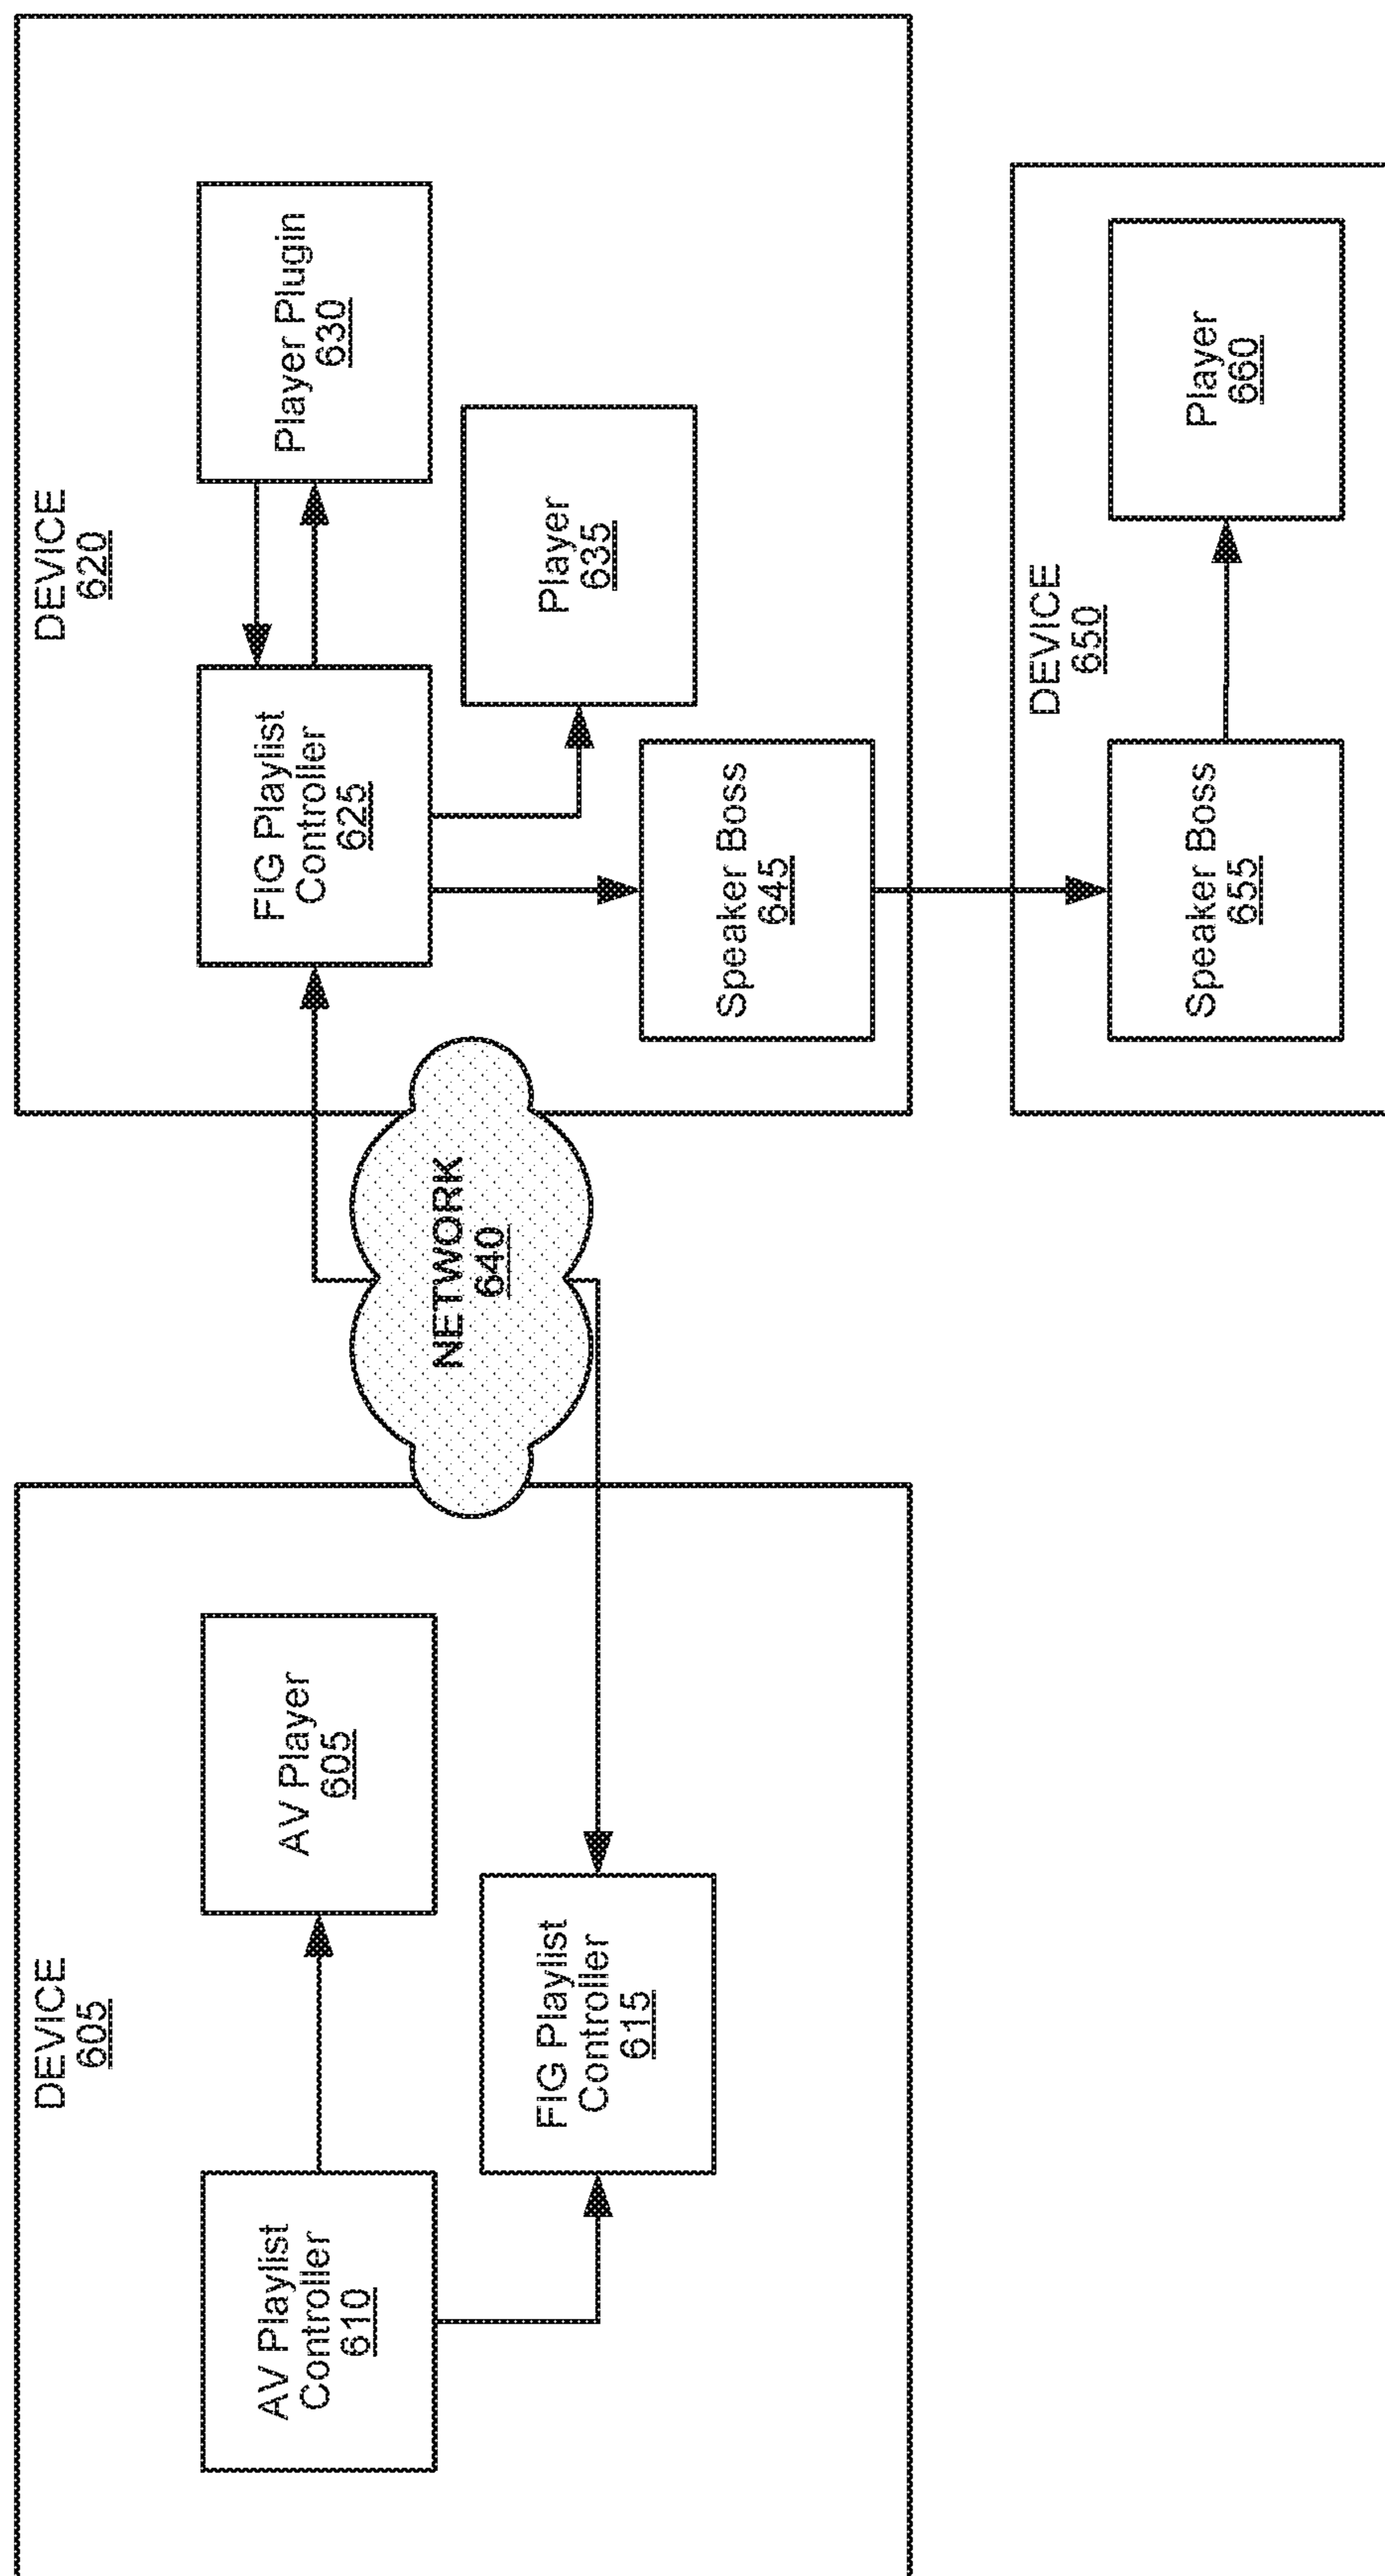 DEVICE
605
AV Playlist
Controller
610
AV Player
605
FIG Playlist
Controller
615
NETWORK
640
DEVICE
620
FIG Playlist
Controller
625
Player Plugin
630
Player
635
Speaker Boss
645
DEVICE
650
Speaker Boss
655
Player
660